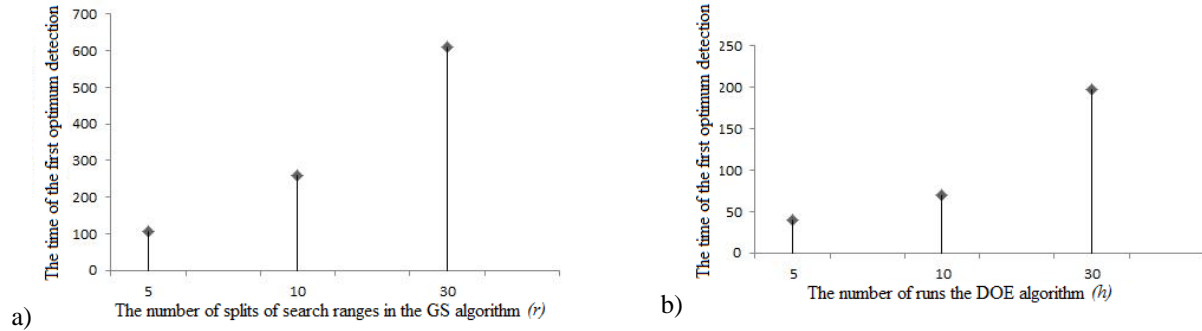 The time of the first optimum detection
700
600
500
400
300
200
100
0
5 10 30
The number of splits of search ranges in the GS algorithm (r)
a)
The time of the first optimum detection
250
200
150
100
50
0
5 10 30
The number of runs the DOE algorithm (h)
b)